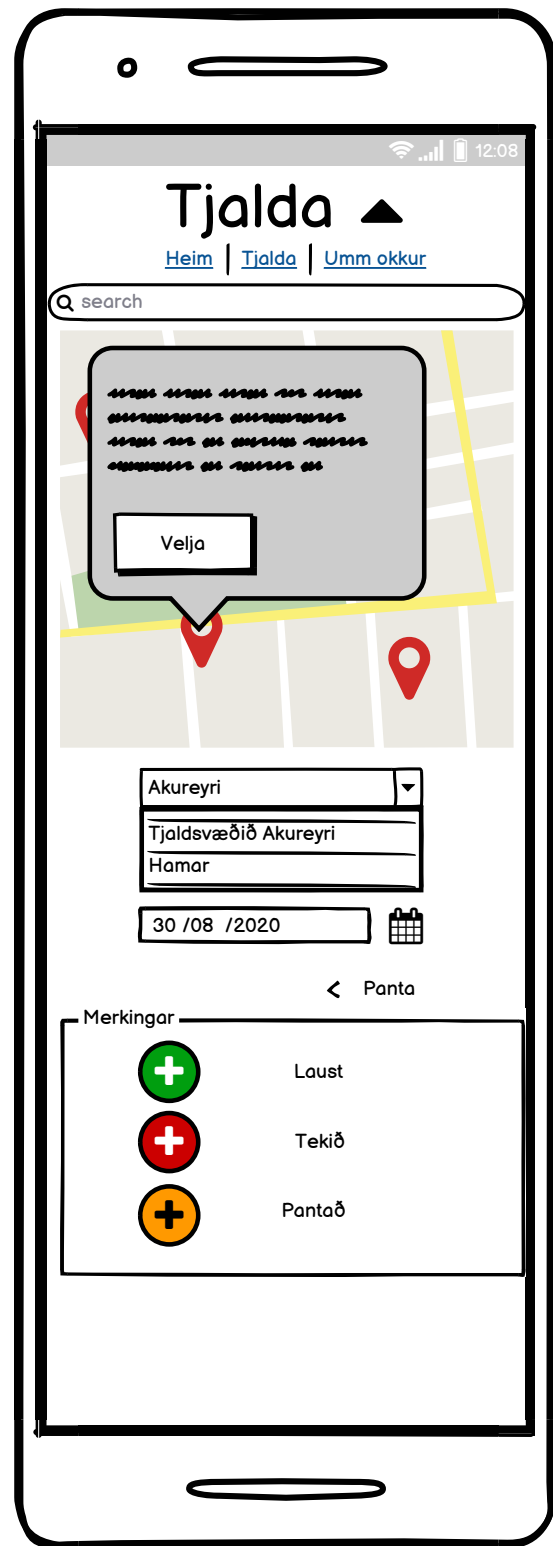 12:08
Tjalda
Heim | Tjalda | Umm okkur
search
Velja
Akureyri
Tjaldsvæðið Akureyri
Hamar
30 /08 /2020
< Panta
Merkingar
Laust
Tekið
Pantað